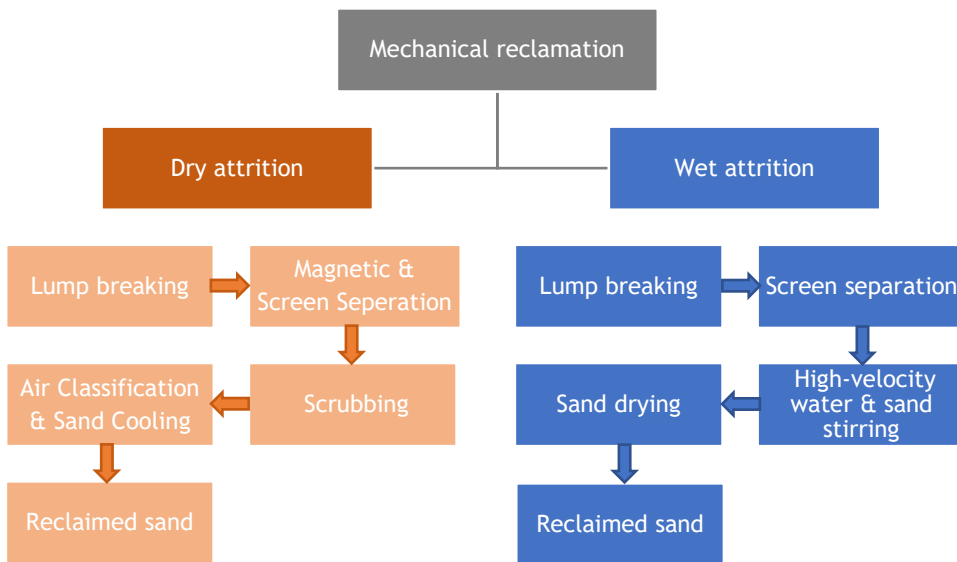 Mechanical reclamation
Dry attrition
Wet attrition
Lump breaking
Magnetic &
Screen Seperation
Lump breaking
Screen separation
Air Classification
& Sand Cooling
Scrubbing
Sand drying
High-velocity
water & sand
stirring
Reclaimed sand
Reclaimed sand